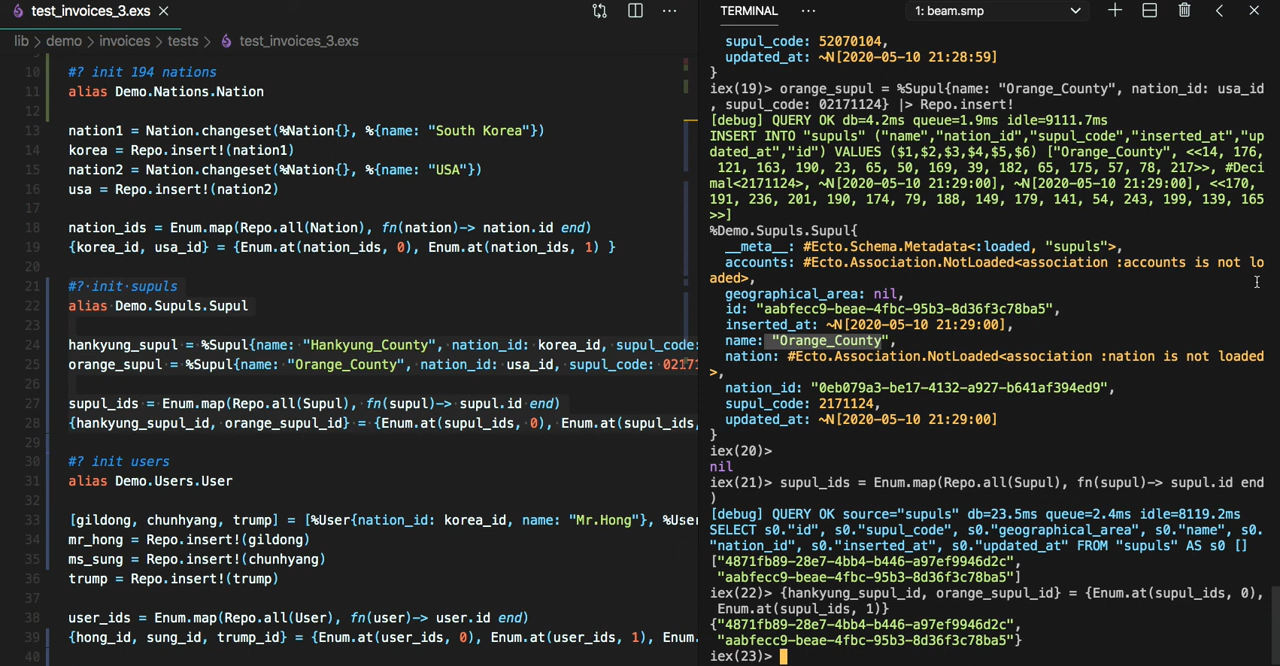 test_invoices_3.exs
lib > demo > invoices > tests > test_invoices_3.exs
10 #? init 194 nations
11 alias Demo.Nations.Nation
12
13 nation1 = Nation.changeset(%Nation{}, %{name: "South Korea"})
14 korea = Repo.insert!(nation1)
15 nation2 = Nation.changeset(%Nation{}, %{name: "USA"})
16 usa = Repo.insert!(nation2)
17
18 nation_ids = Enum.map(Repo.all(Nation), fn(nation)-> nation.id end)
19 {korea_id, usa_id} = {Enum.at(nation_ids, 0), Enum.at(nation_ids, 1) }
20
21 #?·init·supuls
22 alias Demo.Supuls.Supul
23
24 hankyung_supul·=·%Supul{name:·"Hankyung_County",·nation_id:·korea_id,·supul_code:
25 orange_supul·=·%Supul{name:·"Orange_County",·nation_id:·usa_id,·supul_code:·02171
26
27 supul_ids·=·Enum.map(Repo.all(Supul),·fn(supul)->·supul.id·end)
28 {hankyung_supul_id,·orange_supul_id}·=·{Enum.at(supul_ids,·0),·Enum.at(supul_ids,
29
30 #? init users
31 alias Demo.Users.User
32
33 [gildong, chunhyang, trump] = [%User{nation_id: korea_id, name: "Mr.Hong"}, %Use
34 mr_hong = Repo.insert!(gildong)
35 ms_sung = Repo.insert!(chunhyang)
36 trump = Repo.insert!(trump)
37
38 user_ids = Enum.map(Repo.all(User), fn(user)-> user.id end)
39 {hong_id, sung_id, trump_id} = {Enum.at(user_ids, 0), Enum.at(user_ids, 1), Enum.
40
TERMINAL ··· 1: beam.smp
supul_code: 52070104,
updated_at: ~N[2020-05-10 21:28:59]
}
iex(19)> orange_supul = %Supul{name: "Orange_County", nation_id: usa_id
, supul_code: 02171124} |> Repo.insert!
[debug] QUERY OK db=4.2ms queue=1.9ms idle=9111.7ms
INSERT INTO "supuls" ("name","nation_id","supul_code","inserted_at","up
dated_at","id") VALUES ($1,$2,$3,$4,$5,$6) ["Orange_County", <<14, 176,
121, 163, 190, 23, 65, 50, 169, 39, 182, 65, 175, 57, 78, 217>>, #Deci
mal<2171124>, ~N[2020-05-10 21:29:00], ~N[2020-05-10 21:29:00], <<170,
191, 236, 201, 190, 174, 79, 188, 149, 179, 141, 54, 243, 199, 139, 165
>>]
%Demo.Supuls.Supul{
__meta__: #Ecto.Schema.Metadata<:loaded, "supuls">,
accounts: #Ecto.Association.NotLoaded<association :accounts is not lo
aded>,
geographical_area: nil,
id: "aabfecc9-beae-4fbc-95b3-8d36f3c78ba5",
inserted_at: ~N[2020-05-10 21:29:00],
name: "Orange_County",
nation: #Ecto.Association.NotLoaded<association :nation is not loaded
>,
nation_id: "0eb079a3-be17-4132-a927-b641af394ed9",
supul_code: 2171124,
updated_at: ~N[2020-05-10 21:29:00]
}
iex(20)>
nil
iex(21)> supul_ids = Enum.map(Repo.all(Supul), fn(supul)-> supul.id end
)
[debug] QUERY OK source="supuls" db=23.5ms queue=2.4ms idle=8119.2ms
SELECT s0."id", s0."supul_code", s0."geographical_area", s0."name", s0.
"nation_id", s0."inserted_at", s0."updated_at" FROM "supuls" AS s0 []
["4871fb89-28e7-4bb4-b446-a97ef9946d2c",
"aabfecc9-beae-4fbc-95b3-8d36f3c78ba5"]
iex(22)> {hankyung_supul_id, orange_supul_id} = {Enum.at(supul_ids, 0),
Enum.at(supul_ids, 1)}
{"4871fb89-28e7-4bb4-b446-a97ef9946d2c",
"aabfecc9-beae-4fbc-95b3-8d36f3c78ba5"}
iex(23)>